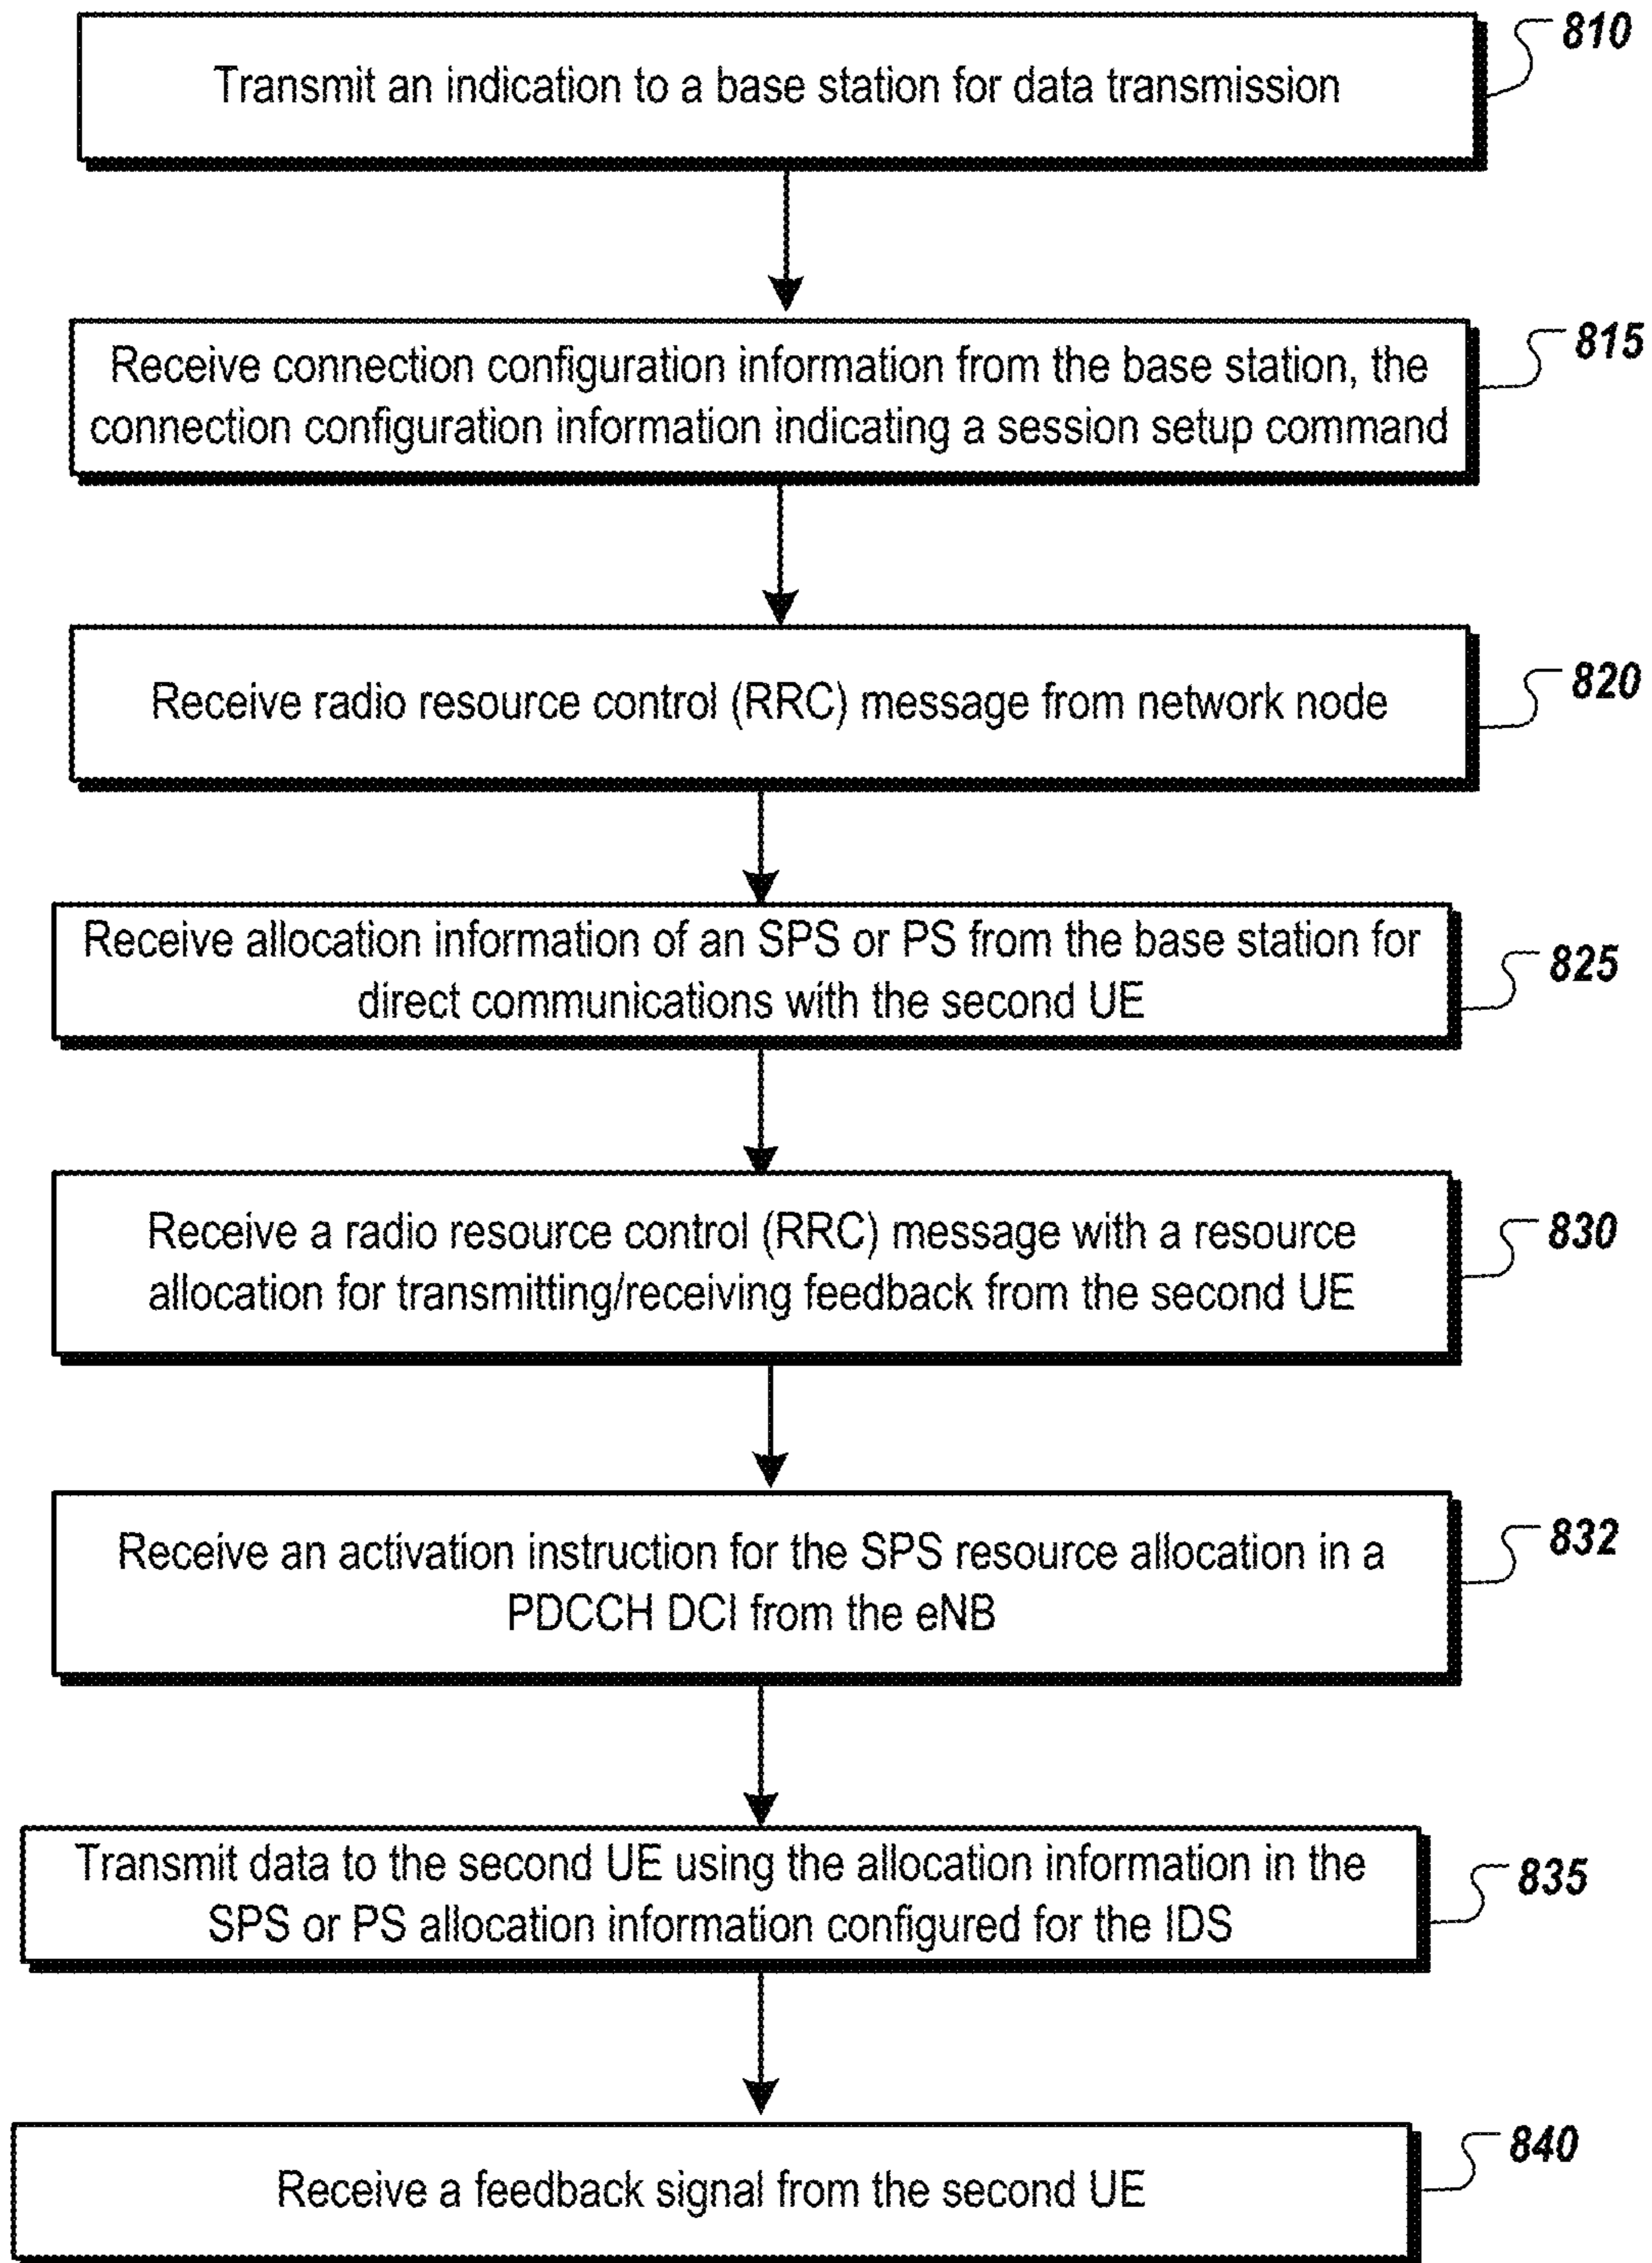 810
Transmit an indication to a base station for data transmission
815
Receive connection configuration information from the base station, the
connection configuration information indicating a session setup command
820
Receive radio resource control (RRC) message from network node
Receive allocation information of an SPS or PS from the base station for
direct communications with the second UE
825
Receive a radio resource control (RRC) message with a resource
allocation for transmitting/receiving feedback from the second UE
830
Receive an activation instruction for the SPS resource allocation in a
PDCCH DCI from the eNB
832
Transmit data to the second UE using the allocation information in the
SPS or PS allocation information configured for the IDS
835
Receive a feedback signal from the second UE
840